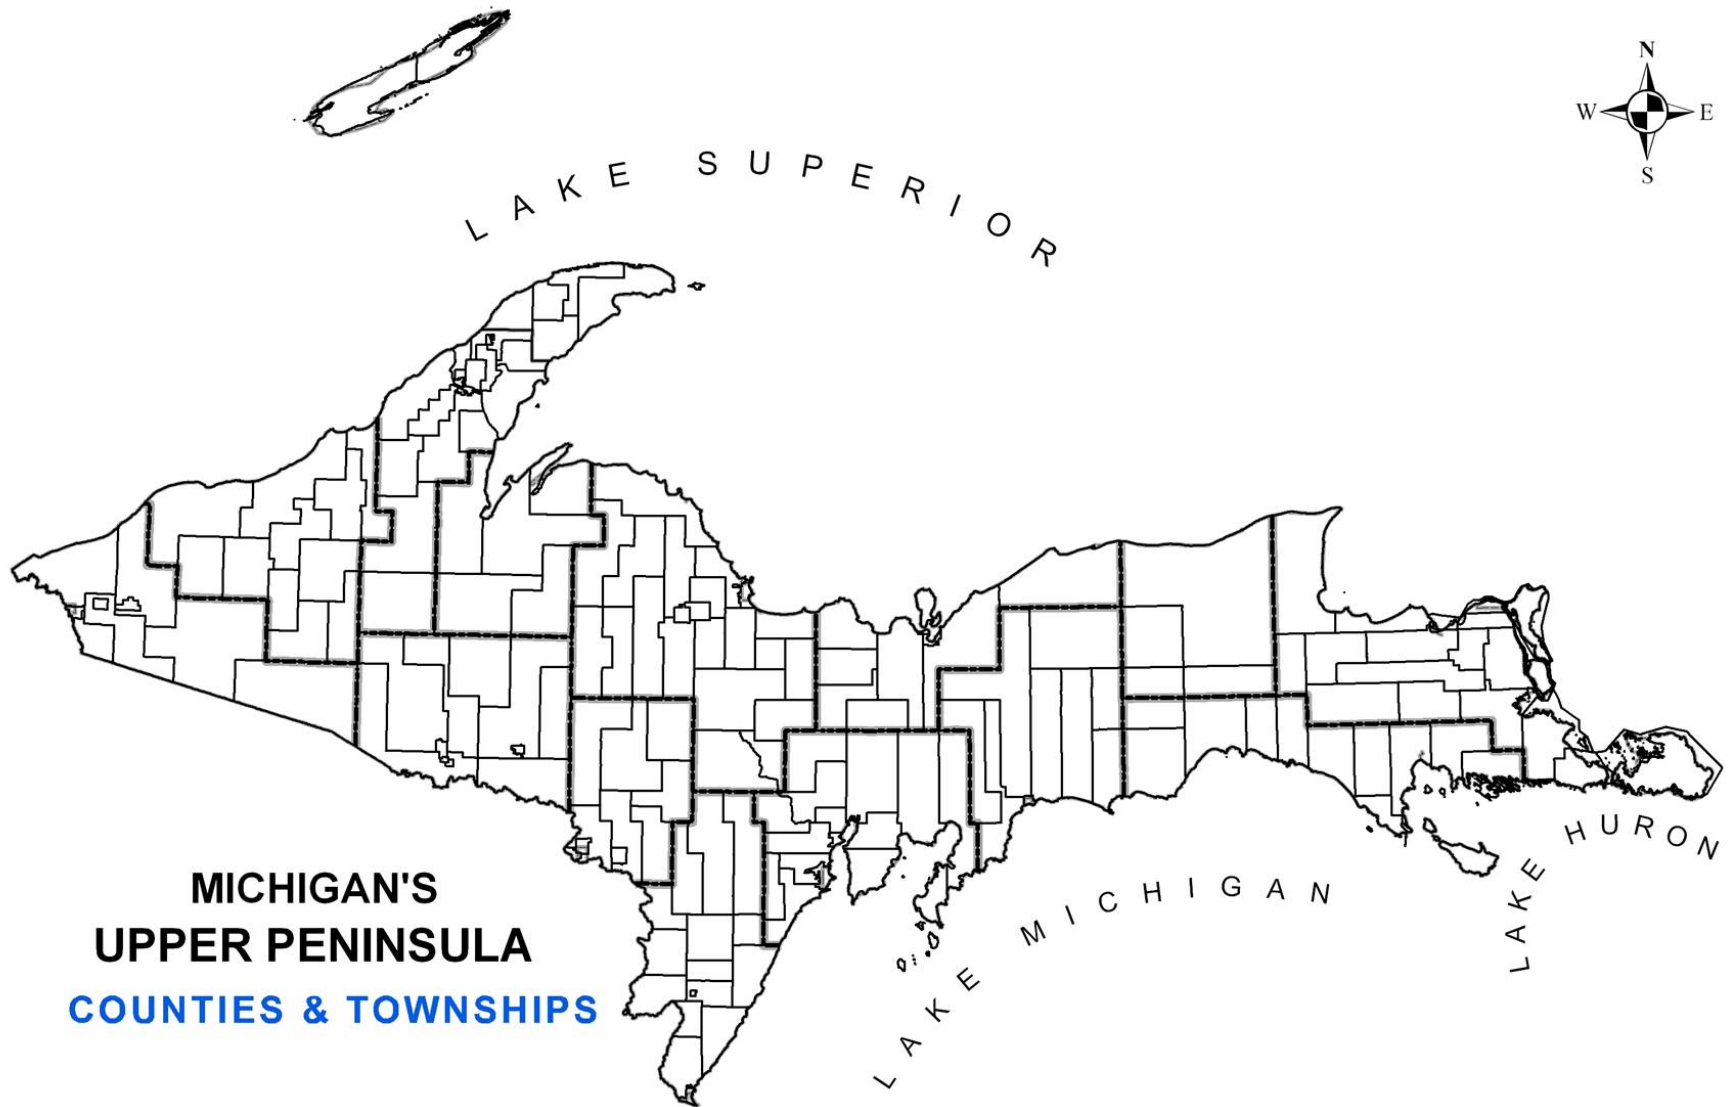 N
W E
S
LAKE SUPERIOR
LAKE MICHIGAN
LAKE HURON
MICHIGAN'S
UPPER PENINSULA
COUNTIES & TOWNSHIPS